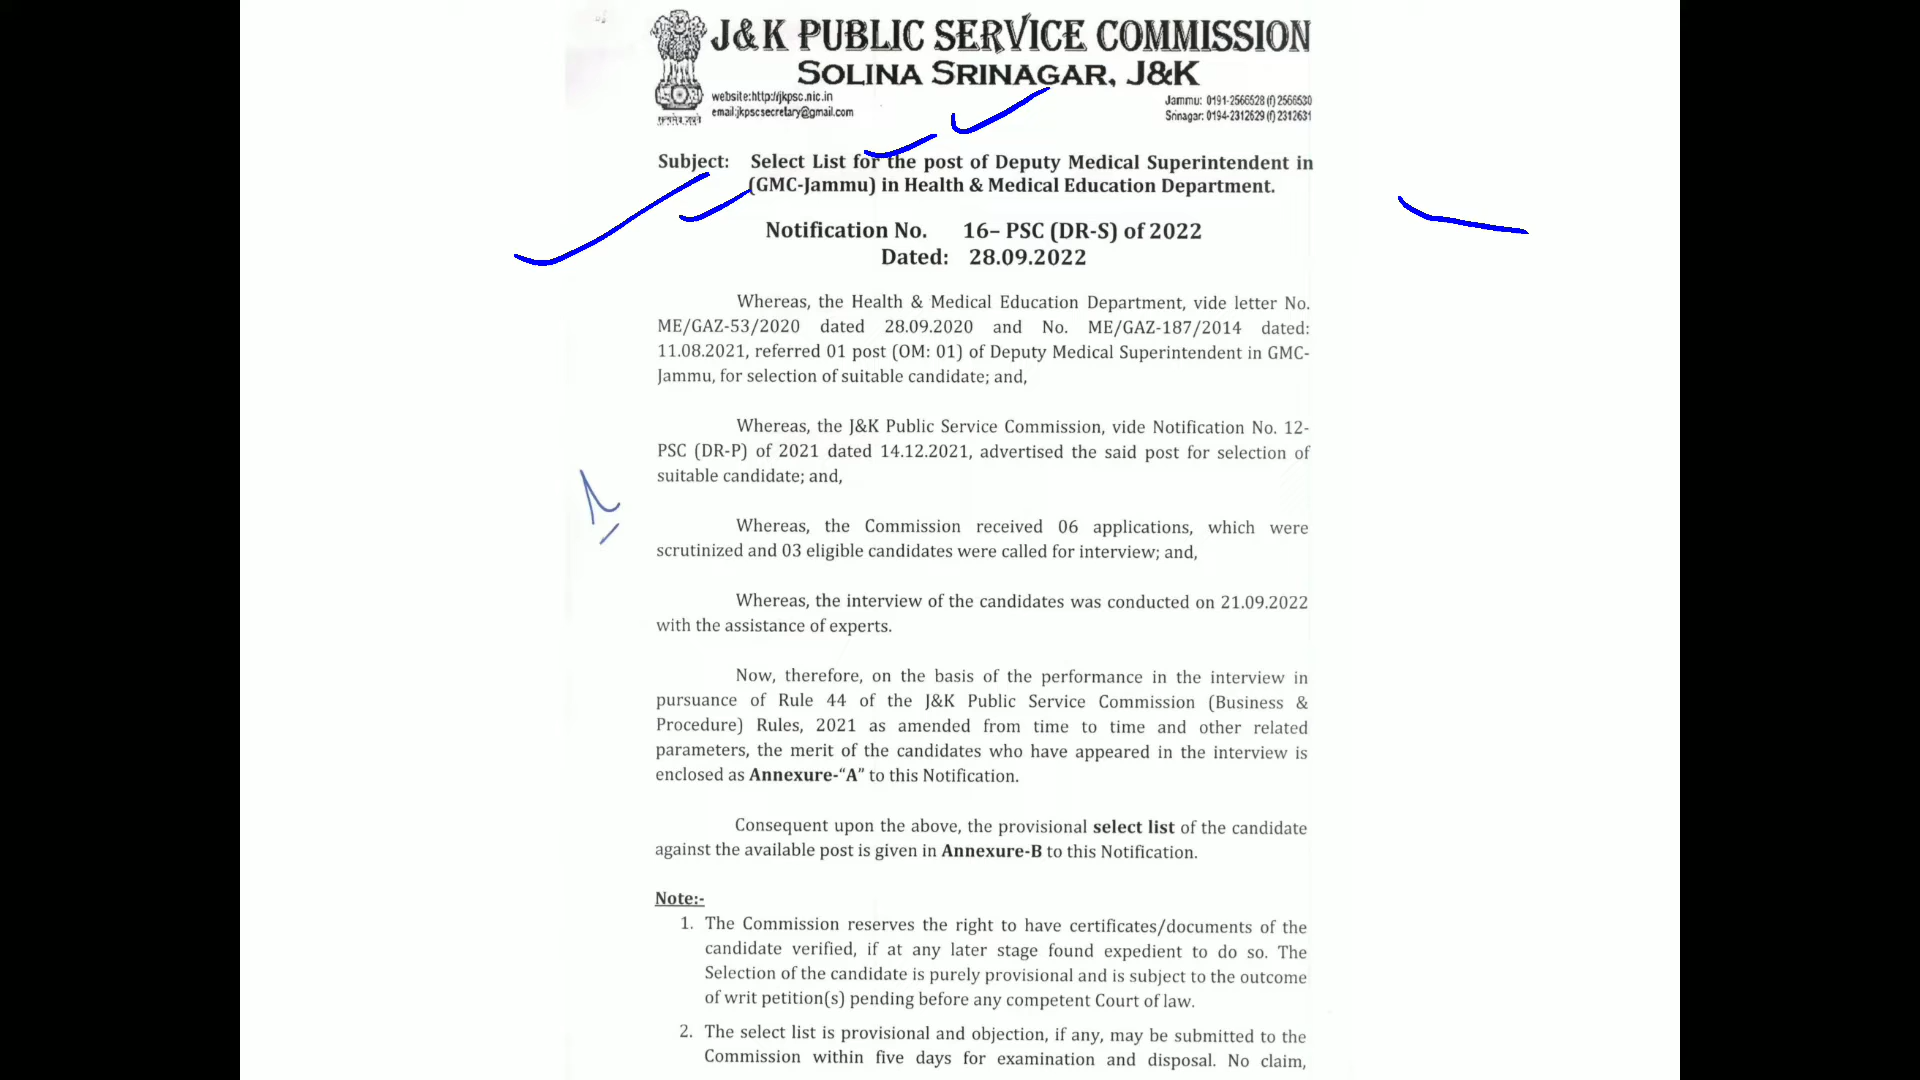 J&K PUBLIC SERVICE COMMISSION
SOLINA SRINAGAR, J&K
website:http://jkpsc.nic.in
email:jkpscsecretary@gmail.com
Jammu: 0191-2566528 (f) 2566530
Srinagar: 0194-2312629 (f) 2312631
सत्यमेव जयते
Subject: Select List for the post of Deputy Medical Superintendent in
(GMC-Jammu) in Health & Medical Education Department.
Notification No. 16– PSC (DR-S) of 2022
Dated: 28.09.2022
Whereas, the Health & Medical Education Department, vide letter No.
ME/GAZ-53/2020 dated 28.09.2020 and No. ME/GAZ-187/2014 dated:
11.08.2021, referred 01 post (OM: 01) of Deputy Medical Superintendent in GMC-
Jammu, for selection of suitable candidate; and,
Whereas, the J&K Public Service Commission, vide Notification No. 12-
PSC (DR-P) of 2021 dated 14.12.2021, advertised the said post for selection of
suitable candidate; and,
Whereas, the Commission received 06 applications, which were
scrutinized and 03 eligible candidates were called for interview; and,
Whereas, the interview of the candidates was conducted on 21.09.2022
with the assistance of experts.
Now, therefore, on the basis of the performance in the interview in
pursuance of Rule 44 of the J&K Public Service Commission (Business &
Procedure) Rules, 2021 as amended from time to time and other related
parameters, the merit of the candidates who have appeared in the interview is
enclosed as Annexure-“A” to this Notification.
Consequent upon the above, the provisional select list of the candidate
against the available post is given in Annexure-B to this Notification.
Note:-
1. The Commission reserves the right to have certificates/documents of the
candidate verified, if at any later stage found expedient to do so. The
Selection of the candidate is purely provisional and is subject to the outcome
of writ petition(s) pending before any competent Court of law.
2. The select list is provisional and objection, if any, may be submitted to the
Commission within five days for examination and disposal. No claim,